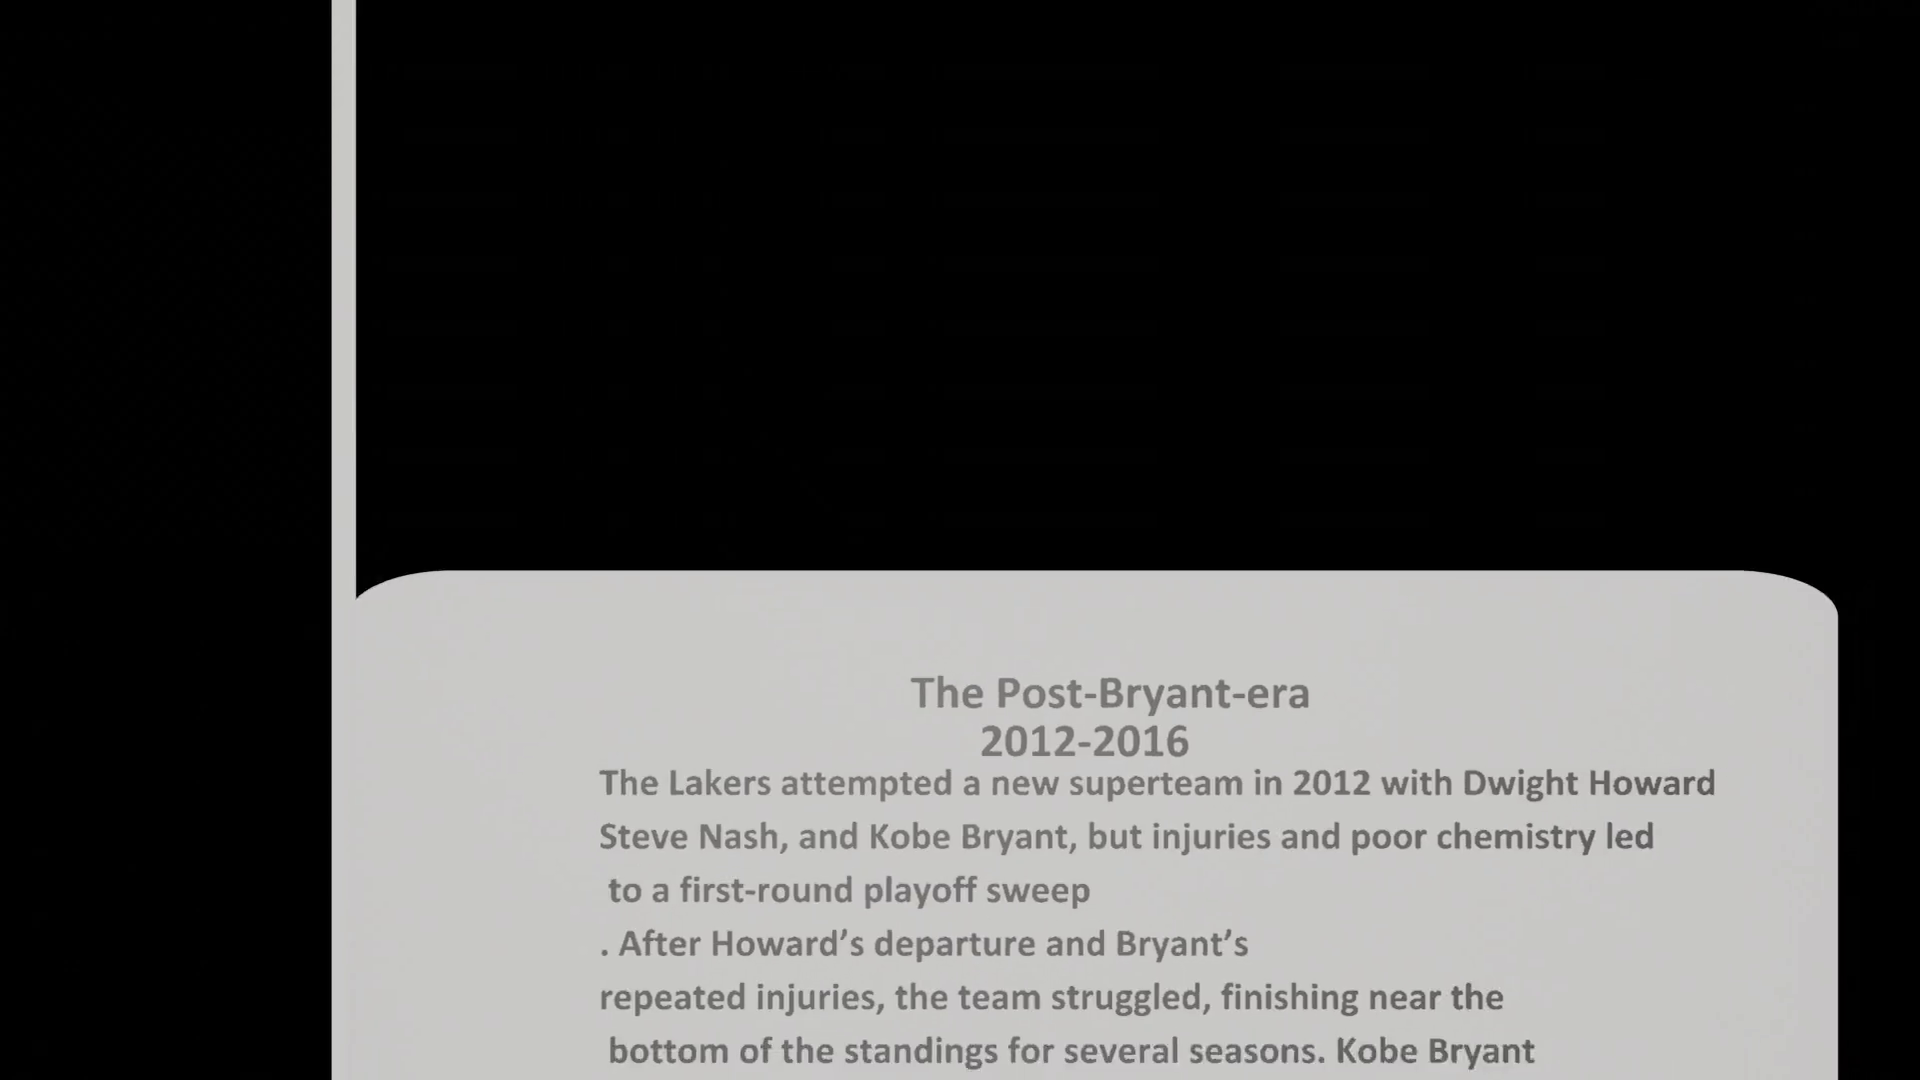 The Post-Bryant-era
2012-2016
The Lakers attempted a new superteam in 2012 with Dwight Howard
Steve Nash, and Kobe Bryant, but injuries and poor chemistry led
to a first-round playoff sweep
. After Howard’s departure and Bryant’s
repeated injuries, the team struggled, finishing near the
bottom of the standings for several seasons. Kobe Bryant